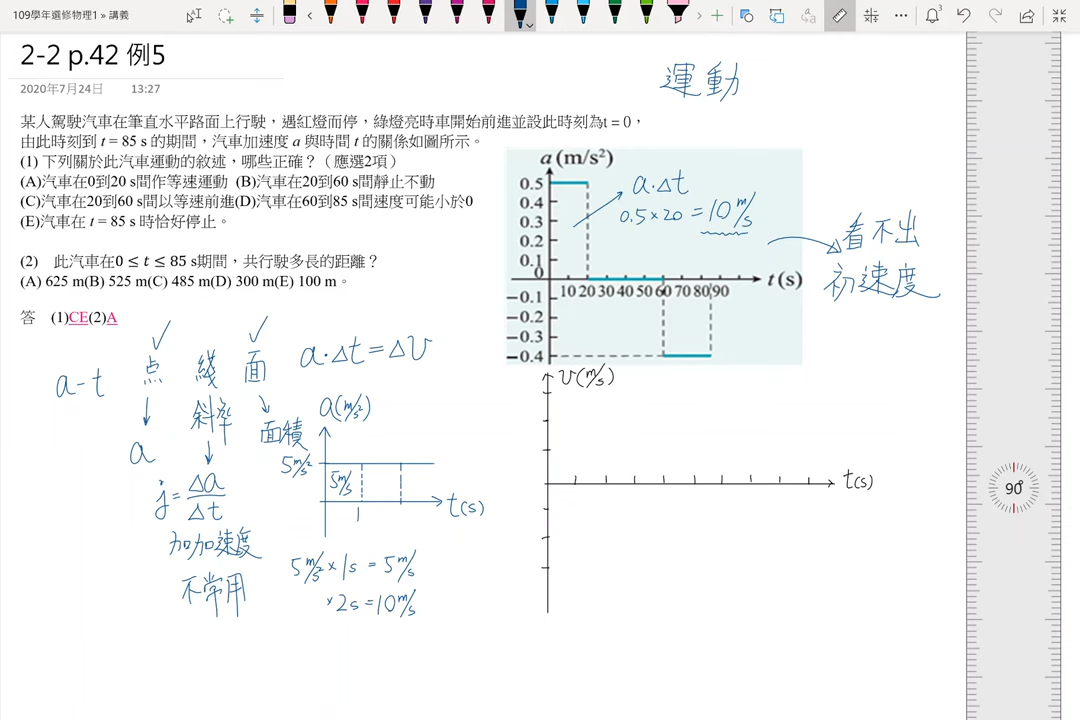 109學年選修物理1 » 講義
3
2-2 p.42 例5
2020年7月24日 13:27
運動
某人駕駛汽車在筆直水平路面上行駛，遇紅燈而停，綠燈亮時車開始前進並設此時刻為t = 0，
由此時刻到 t = 85 s 的期間，汽車加速度 a 與時間 t 的關係如圖所示。
(1) 下列關於此汽車運動的敘述，哪些正確？（應選2項）
(A)汽車在0到20 s間作等速運動 (B)汽車在20到60 s間靜止不動
(C)汽車在20到60 s間以等速前進(D)汽車在60到85 s間速度可能小於0
(E)汽車在 t = 85 s 時恰好停止。
(2) 此汽車在0 ≤ t ≤ 85 s期間，共行駛多長的距離？
(A) 625 m(B) 525 m(C) 485 m(D) 300 m(E) 100 m。
答 (1)CE(2)A
a (m/s²)
0.5
0.4
0.3
0.2
0.1
0
−0.1
−0.2
−0.3
−0.4
10 20 30 40 50 60 70 80 90
t (s)
a·Δt
0.5×20 = 10 m/s
看不出
初速度
a-t
点 綫 面
a·Δt = Δv
斜率
面積
a
j = Δa/Δt
加加速度
不常用
a(m/s²)
5 m/s²
5 m/s
1
t(s)
5 m/s² × 1s = 5 m/s
×2s = 10 m/s
v(m/s)
t(s)
90°